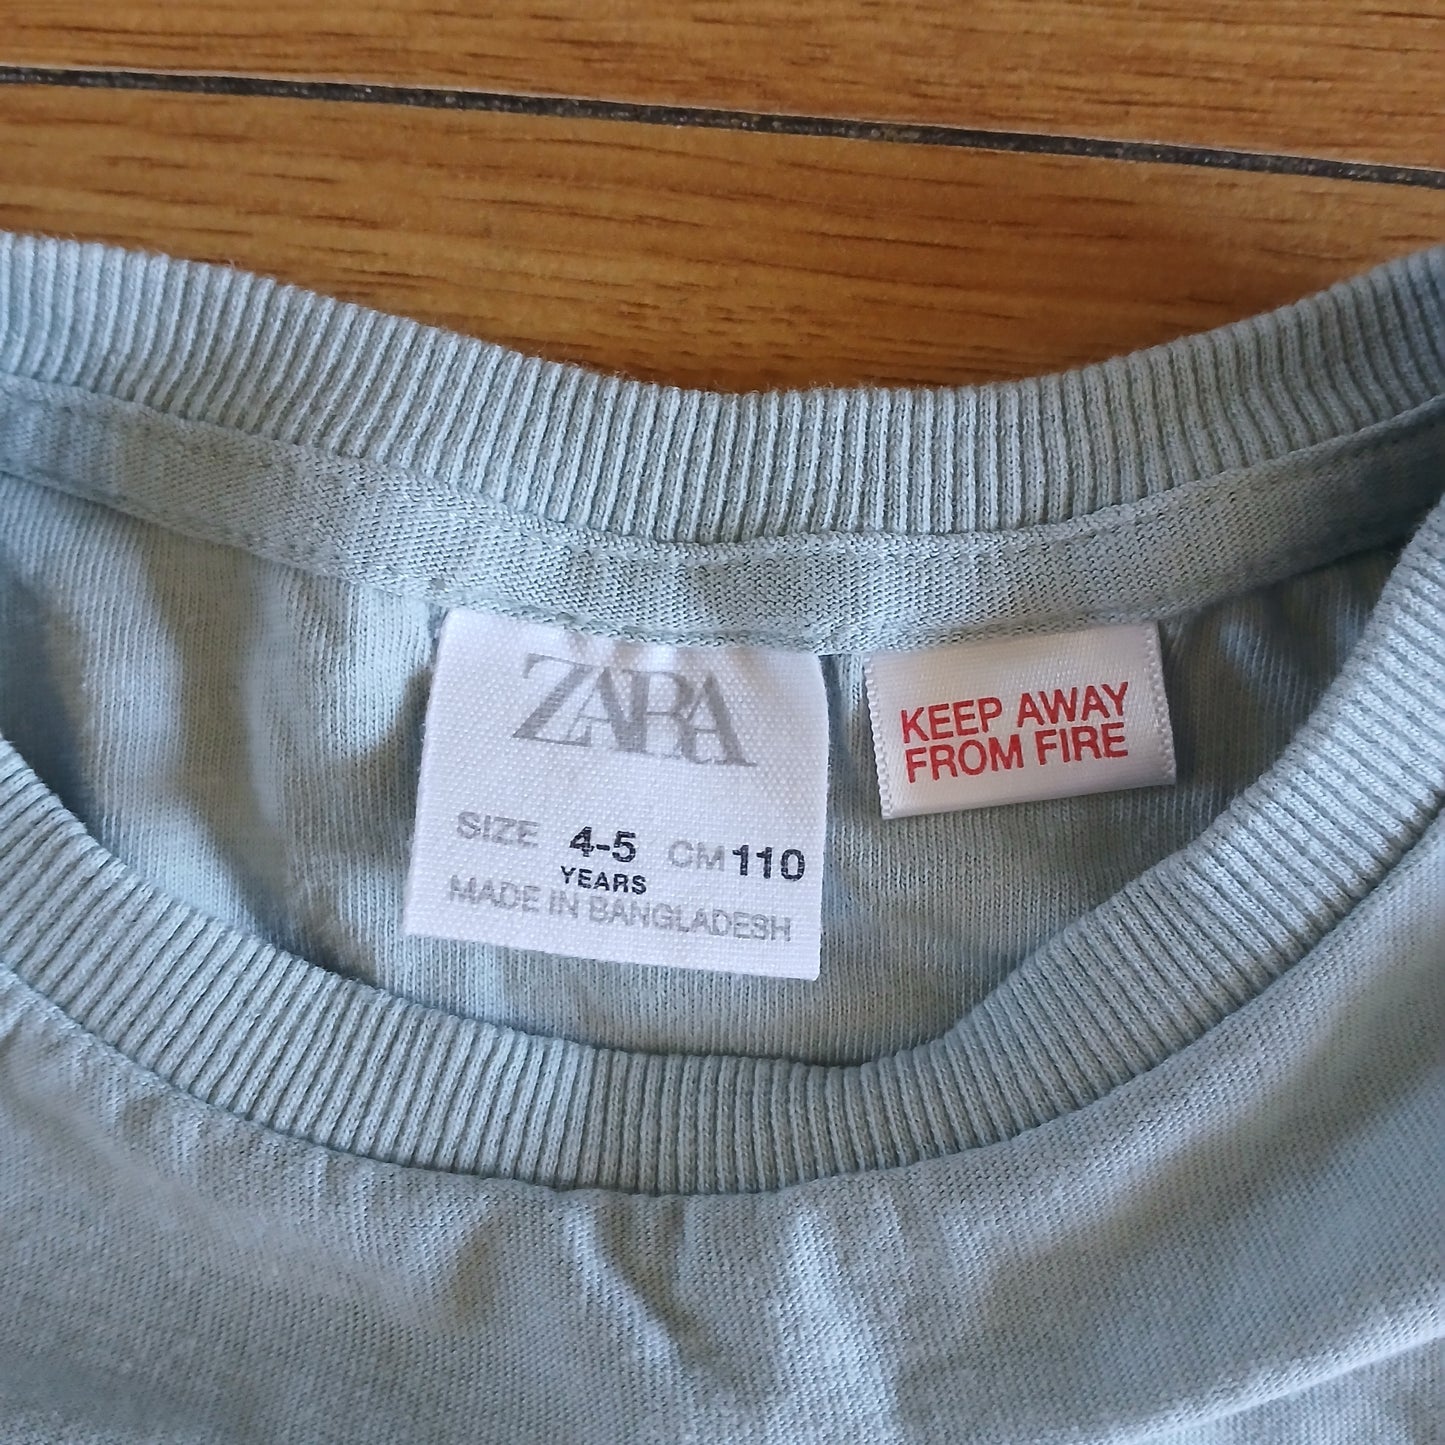 ZARA
SIZE 4-5 CM 110
YEARS
MADE IN BANGLADESH
KEEP AWAY
FROM FIRE